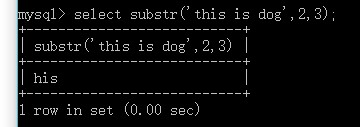 mysql> select substr('this is dog',2,3);
+--------------------------+
| substr('this is dog',2,3) |
+--------------------------+
| his                      |
+--------------------------+
1 row in set (0.00 sec)